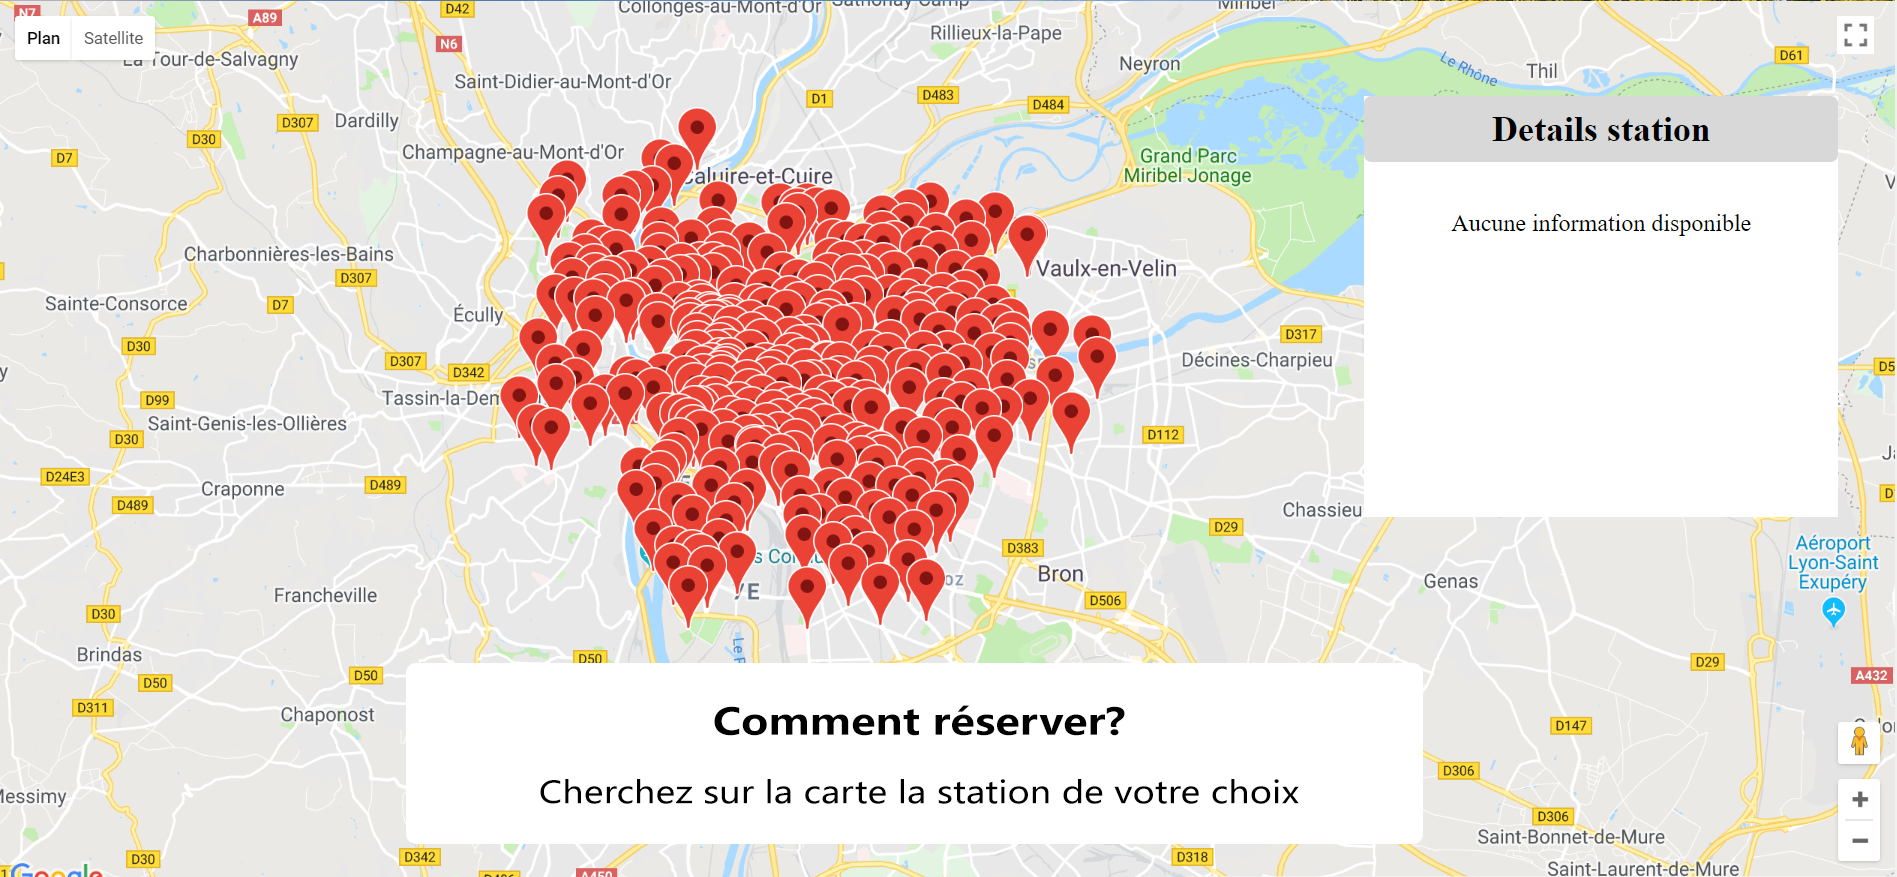 N7
A89
D42
Collonges-au-Mont-d'Or
Sathonay Camp
Miribel
Plan
Satellite
La Tour-de-Salvagny
N6
Rillieux-la-Pape
Neyron
Le Rhône
Thil
D61
Saint-Didier-au-Mont-d'Or
D1
D483
D484
D307
Dardilly
D30
D7
Champagne-au-Mont-d'Or
Caluire-et-Cuire
Grand Parc
Miribel Jonage
Details station
Aucune information disponible
Charbonnières-les-Bains
D307
Vaulx-en-Velin
Sainte-Consorce
D7
Écully
D317
D30
D307
D342
Décines-Charpieu
D5
D99
Tassin-la-Dem
Saint-Genis-les-Ollières
D30
D112
D24E3
Craponne
D489
D489
Chassieu
D
D29
D383
Aéroport
Lyon-Saint
Exupéry
Bron
Genas
Francheville
D506
D30
Brindas
D50
D50
D50
D29
A432
D311
Chaponost
D147
Comment réserver?
Cherchez sur la carte la station de votre choix
D306
Messimy
D306
Saint-Bonnet-de-Mure
D30
D342
D318
Saint-Laurent-de-Mure
Google
A450